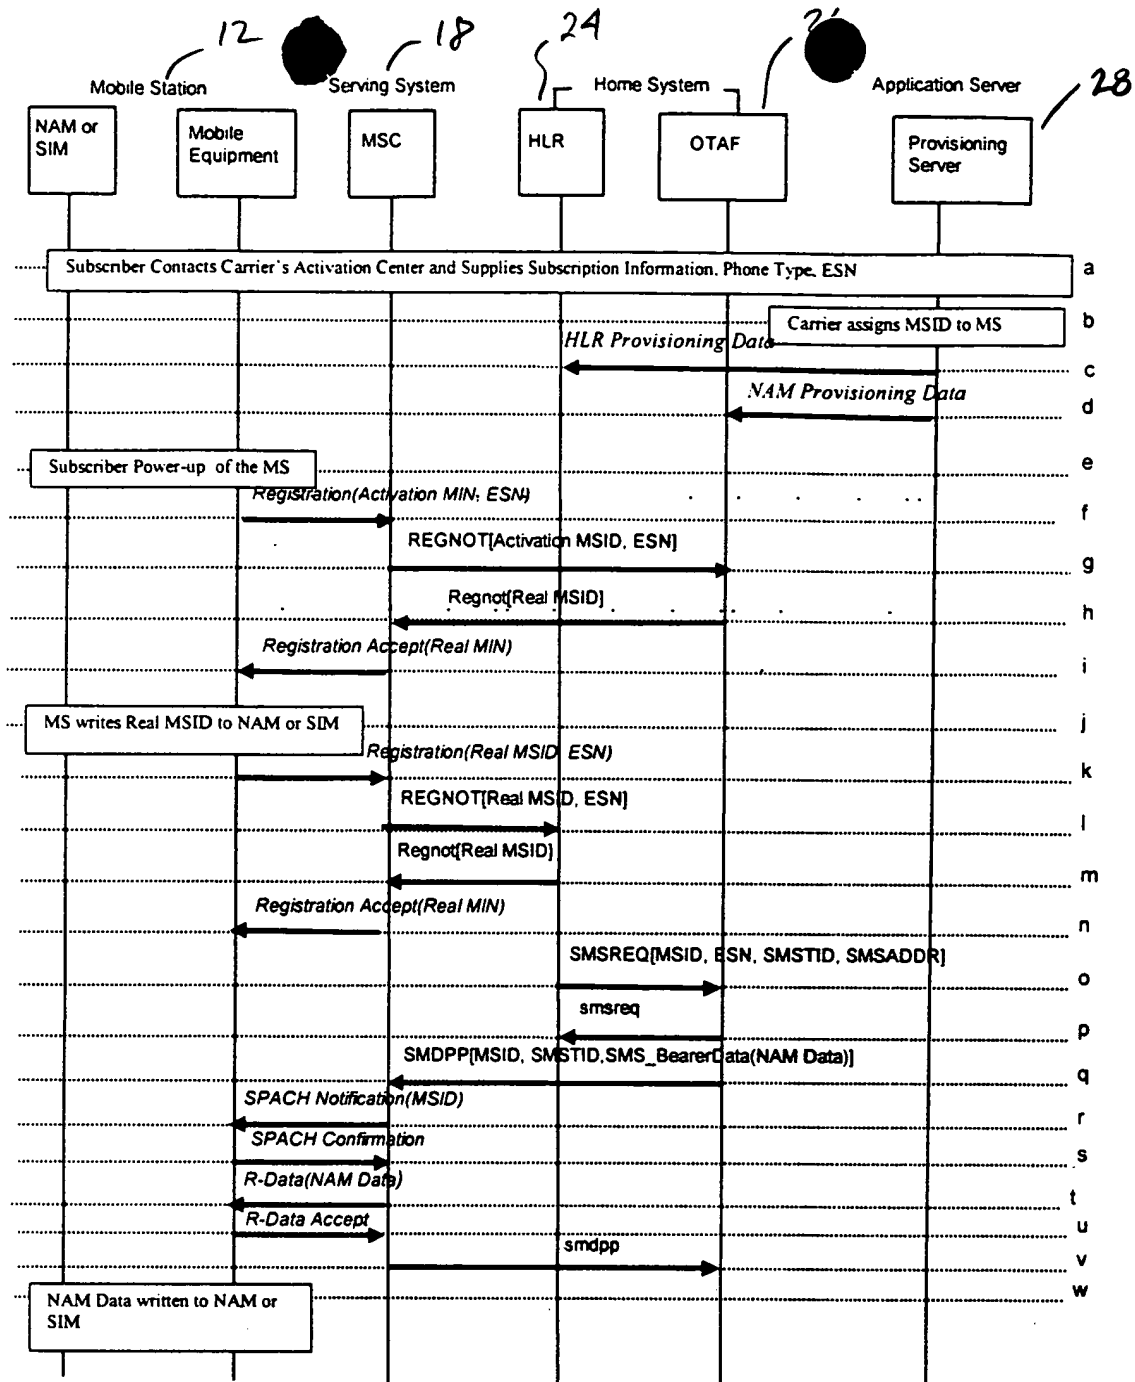 12
18
24
28
Mobile Station
Serving System
Home System
Application Server
NAM or
SIM
Mobile
Equipment
MSC
HLR
OTAF
Provisioning
Server
Subscriber Contacts Carrier's Activation Center and Supplies Subscription Information, Phone Type, ESN
a
Carrier assigns MSID to MS
b
HLR Provisioning Data
c
NAM Provisioning Data
d
Subscriber Power-up of the MS
e
Registration(Activation MIN, ESN)
f
REGNOT[Activation MSID, ESN]
g
Regnot[Real MSID]
h
Registration Accept(Real MIN)
i
MS writes Real MSID to NAM or SIM
j
Registration(Real MSID, ESN)
k
REGNOT[Real MSID, ESN]
l
Regnot[Real MSID]
m
Registration Accept(Real MIN)
n
SMSREQ[MSID, ESN, SMSTID, SMSADDR]
o
smsreq
p
SMDPP[MSID, SMSTID,SMS_BearerData(NAM Data)]
q
SPACH Notification(MSID)
r
SPACH Confirmation
s
R-Data(NAM Data)
t
R-Data Accept
u
smdpp
v
NAM Data written to NAM or
SIM
w